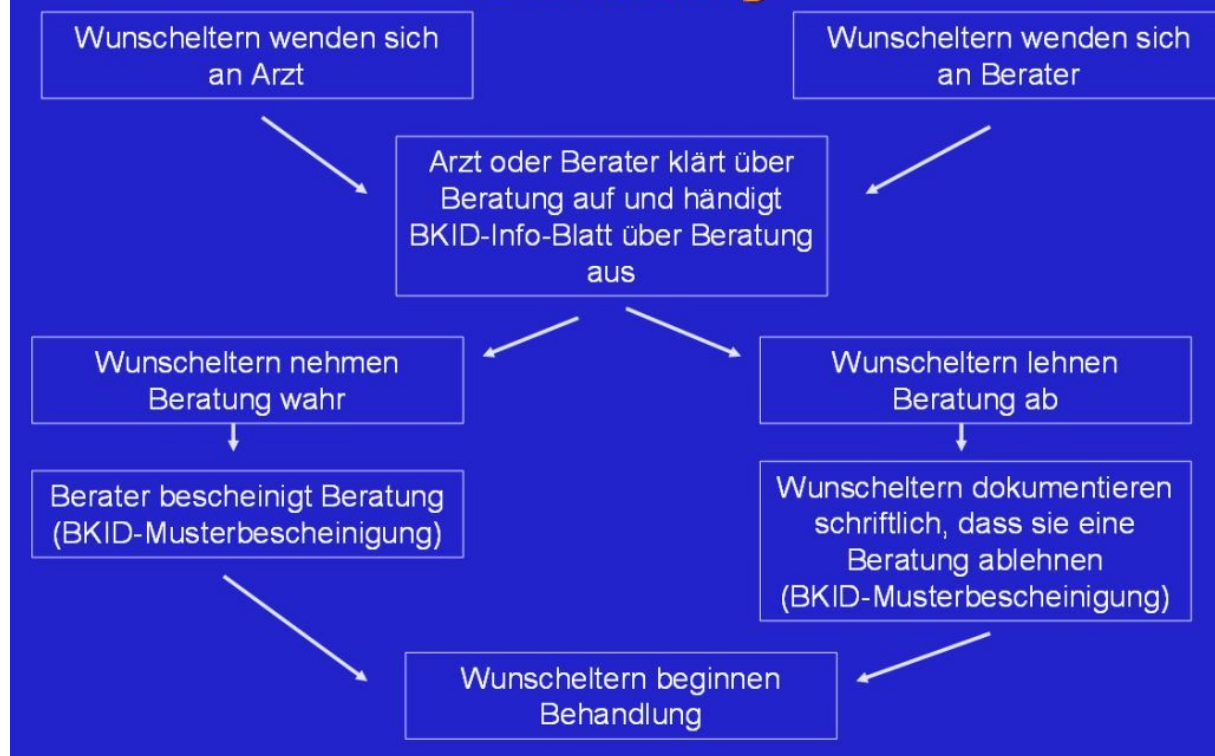 Wunscheltern wenden sich
an Arzt
Wunscheltern wenden sich
an Berater
Arzt oder Berater klärt über
Beratung auf und händigt
BKID-Info-Blatt über Beratung
aus
Wunscheltern nehmen
Beratung wahr
Wunscheltern lehnen
Beratung ab
Berater bescheinigt Beratung
(BKID-Musterbescheinigung)
Wunscheltern dokumentieren
schriftlich, dass sie eine
Beratung ablehnen
(BKID-Musterbescheinigung)
Wunscheltern beginnen
Behandlung